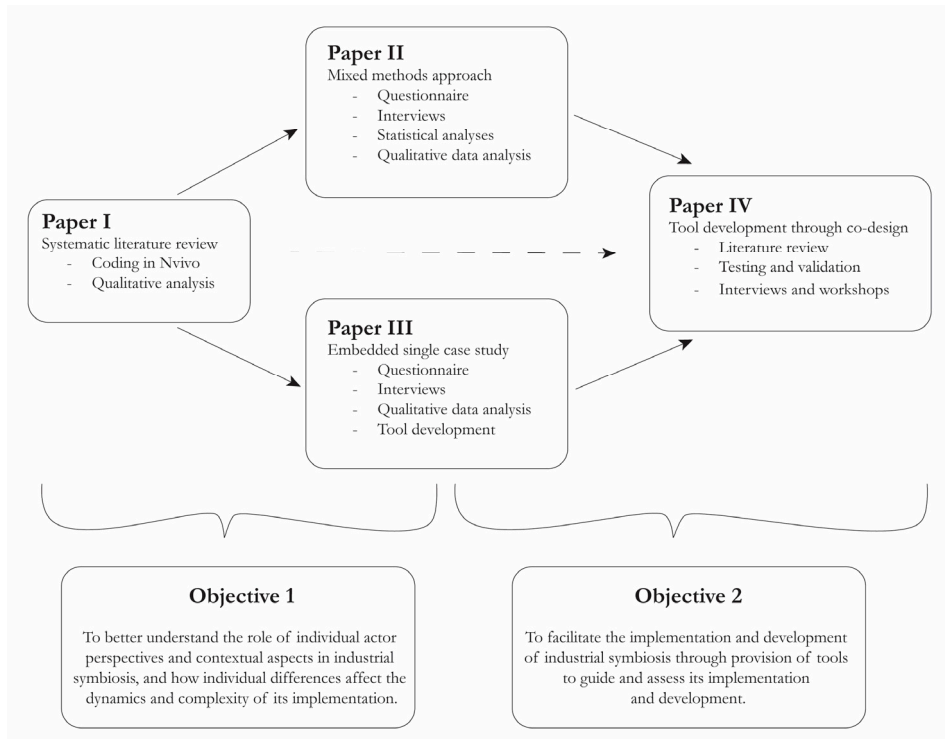 Paper I
Systematic literature review
- Coding in Nvivo
- Qualitative analysis
Paper II
Mixed methods approach
- Questionnaire
- Interviews
- Statistical analyses
- Qualitative data analysis
Paper III
Embedded single case study
- Questionnaire
- Interviews
- Qualitative data analysis
- Tool development
Paper IV
Tool development through co-design
- Literature review
- Testing and validation
- Interviews and workshops
Objective 1
To better understand the role of individual actor
perspectives and contextual aspects in industrial
symbiosis, and how individual differences affect the
dynamics and complexity of its implementation.
Objective 2
To facilitate the implementation and development
of industrial symbiosis through provision of tools
to guide and assess its implementation
and development.